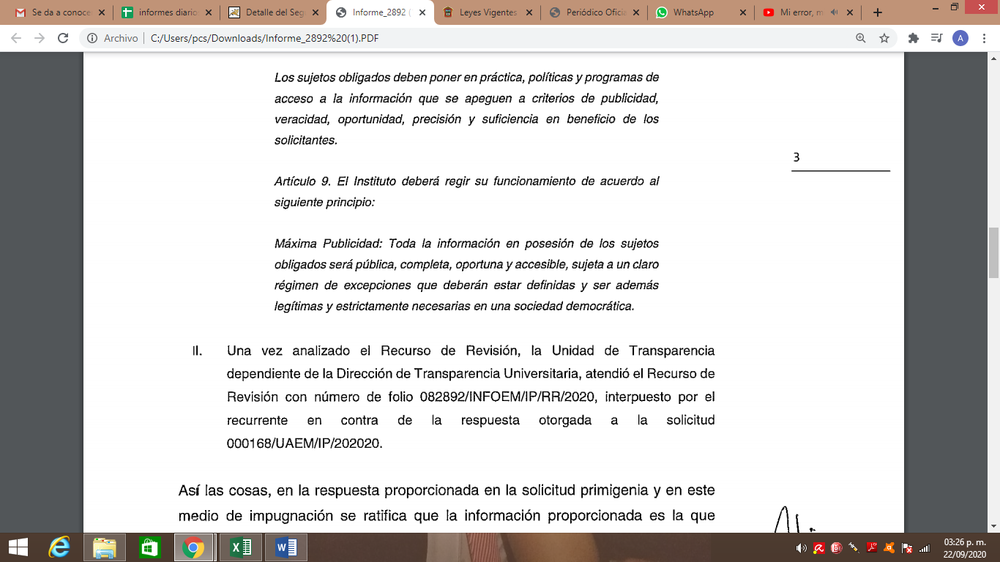 Se da a conoce
informes diario
Detalle del Seg
Informe_2892 (
Leyes Vigentes
Periódico Oficia
WhatsApp
Mi error, m
Archivo | C:/Users/pcs/Downloads/Informe_2892%20(1).PDF
A
Los sujetos obligados deben poner en práctica, políticas y programas de
acceso a la información que se apeguen a criterios de publicidad,
veracidad, oportunidad, precisión y suficiencia en beneficio de los
solicitantes.
3
Artículo 9. El Instituto deberá regir su funcionamiento de acuerdo al
siguiente principio:
Máxima Publicidad: Toda la información en posesión de los sujetos
obligados será pública, completa, oportuna y accesible, sujeta a un claro
régimen de excepciones que deberán estar definidas y ser además
legítimas y estrictamente necesarias en una sociedad democrática.
II. Una vez analizado el Recurso de Revisión, la Unidad de Transparencia
dependiente de la Dirección de Transparencia Universitaria, atendió el Recurso de
Revisión con número de folio 082892/INFOEM/IP/RR/2020, interpuesto por el
recurrente en contra de la respuesta otorgada a la solicitud
000168/UAEM/IP/202020.
Así las cosas, en la respuesta proporcionada en la solicitud primigenia y en este
medio de impugnación se ratifica que la información proporcionada es la que
03:26 p. m.
22/09/2020